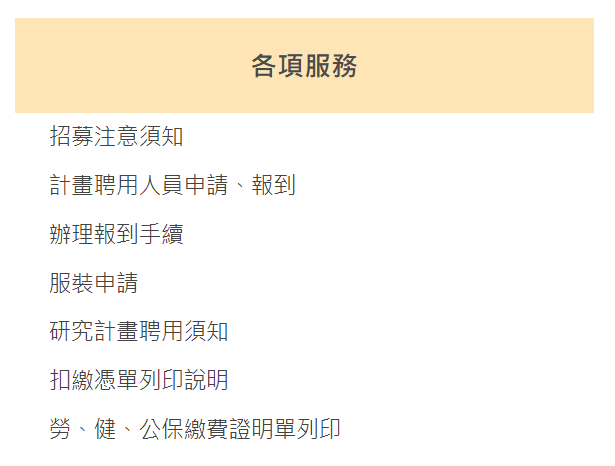 各項服務
招募注意須知
計畫聘用人員申請、報到
辦理報到手續
服裝申請
研究計畫聘用須知
扣繳憑單列印說明
勞、健、公保繳費證明單列印